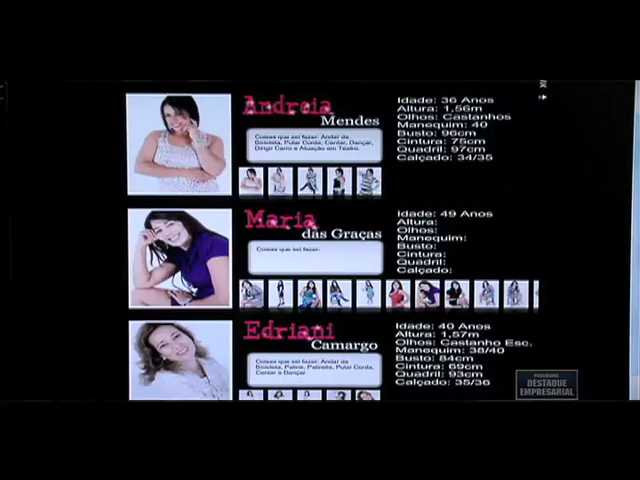 Andreia
Mendes
Coisas que sei fazer: Andar de
Bicicleta, Pular Corda, Cantar, Dançar,
Dirigir Carro e Atuação em Teatro.
Idade: 36 Anos
Altura: 1,56m
Olhos: Castanhos
Manequim: 40
Busto: 96cm
Cintura: 75cm
Quadril: 97cm
Calçado: 34/35
Maria
das Graças
Coisas que sei fazer:
Idade: 49 Anos
Altura:
Olhos:
Manequim:
Busto:
Cintura:
Quadril:
Calçado:
Edriani
Camargo
Coisas que sei fazer: Andar de
Bicicleta, Patins, Patinete, Pular Corda,
Cantar e Dançar.
Idade: 40 Anos
Altura: 1,57m
Olhos: Castanho Esc.
Manequim: 38/40
Busto: 84cm
Cintura: 69cm
Quadril: 93cm
Calçado: 35/36
PROGRAMA
DESTAQUE
EMPRESARIAL